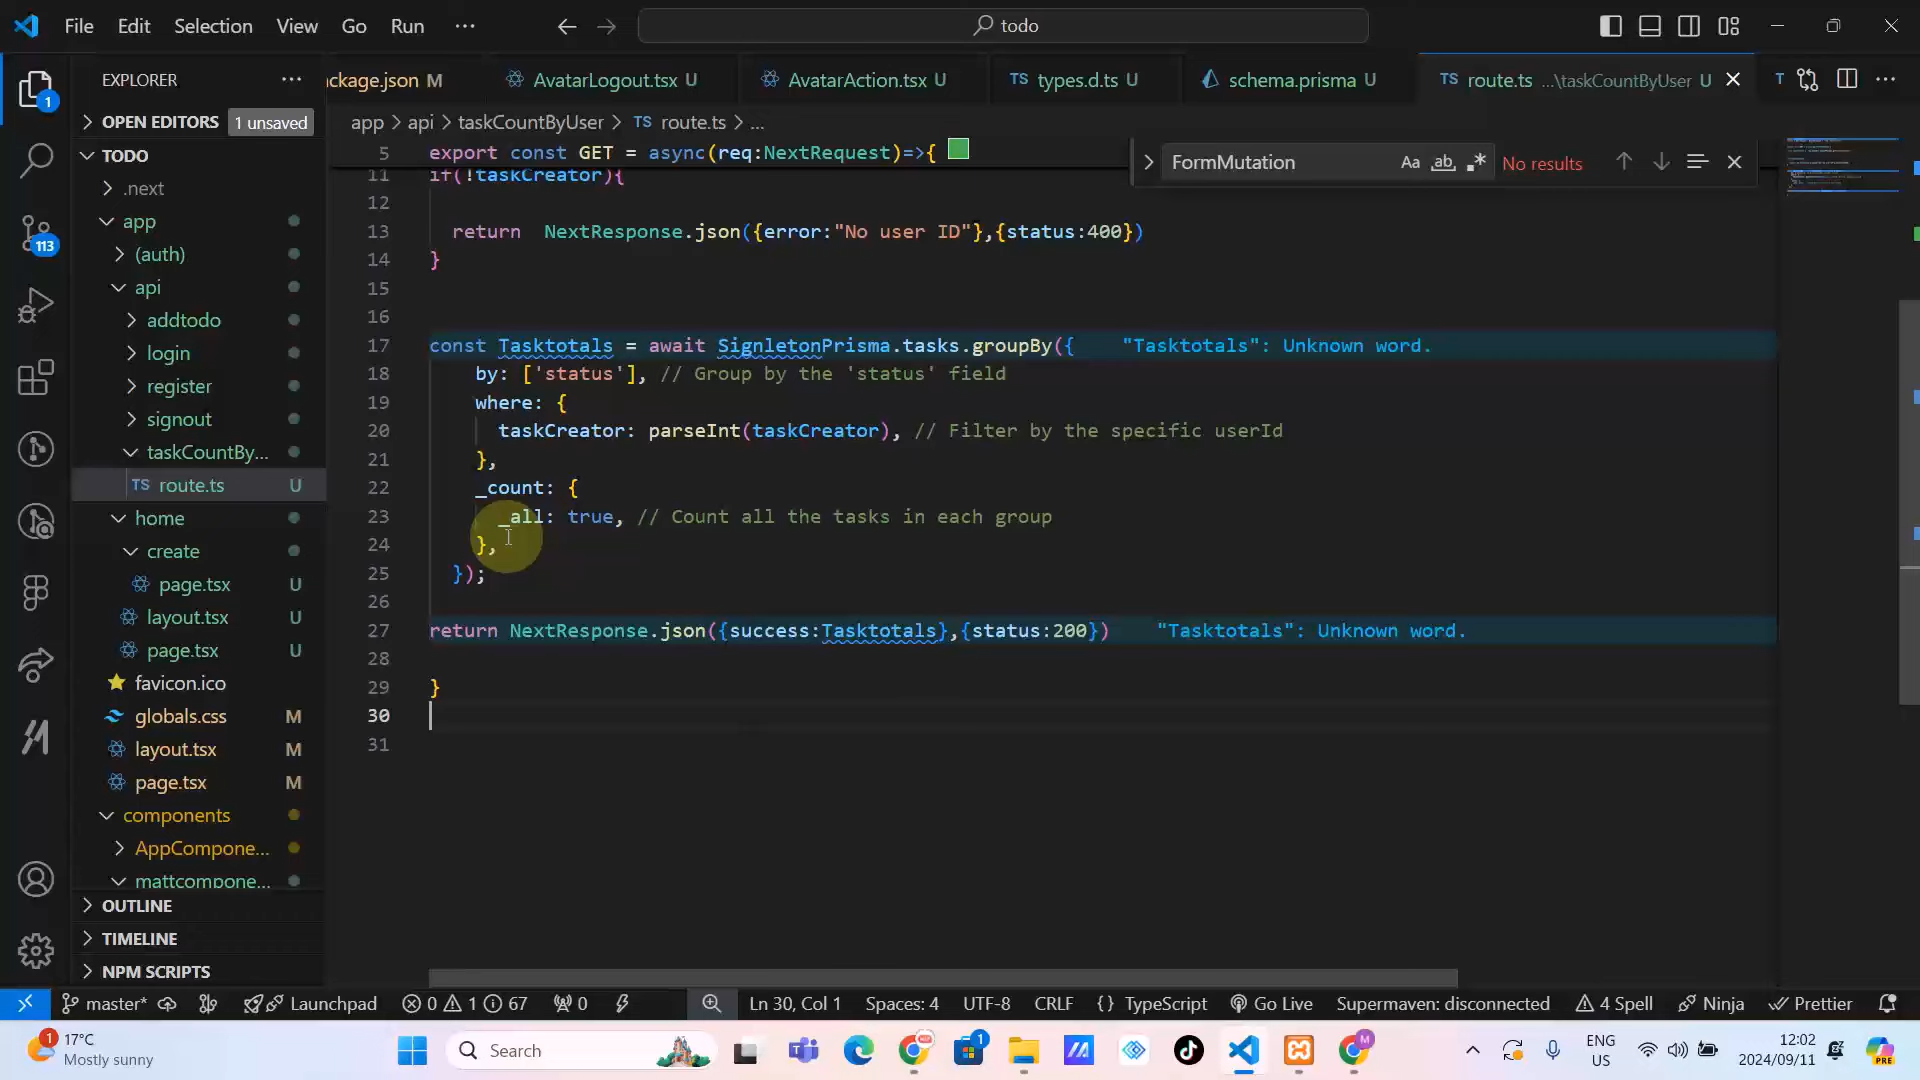 File Edit Selection View Go Run ···
todo
EXPLORER ···
ckage.json M AvatarLogout.tsx U AvatarAction.tsx U TS types.d.ts U schema.prisma U TS route.ts ...\taskCountByUser U T ···
OPEN EDITORS 1 unsaved
TODO
.next
app
(auth)
api
addtodo
login
register
signout
taskCountBy...
TS route.ts U
home
create
page.tsx U
layout.tsx U
page.tsx U
favicon.ico
globals.css M
layout.tsx M
page.tsx M
components
AppCompone...
mattcompone...
OUTLINE
TIMELINE
NPM SCRIPTS
1
113
app > api > taskCountByUser > TS route.ts > ...
FormMutation Aa ab No results
5 export const GET = async(req:NextRequest)=>{
11 if(!taskCreator){
12
13 return NextResponse.json({error:"No user ID"},{status:400})
14 }
15
16
17 const Tasktotals = await SignletonPrisma.tasks.groupBy({ "Tasktotals": Unknown word.
18 by: ['status'], // Group by the 'status' field
19 where: {
20 taskCreator: parseInt(taskCreator), // Filter by the specific userId
21 },
22 _count: {
23 _all: true, // Count all the tasks in each group
24 },
25 });
26
27 return NextResponse.json({success:Tasktotals},{status:200}) "Tasktotals": Unknown word.
28
29 }
30
31
master* Launchpad 0 1 67 0 Ln 30, Col 1 Spaces: 4 UTF-8 CRLF {} TypeScript Go Live Supermaven: disconnected 4 Spell Ninja Prettier
1 17°C
Mostly sunny
Search
1
M
ENG
US
12:02
2024/09/11
PRE